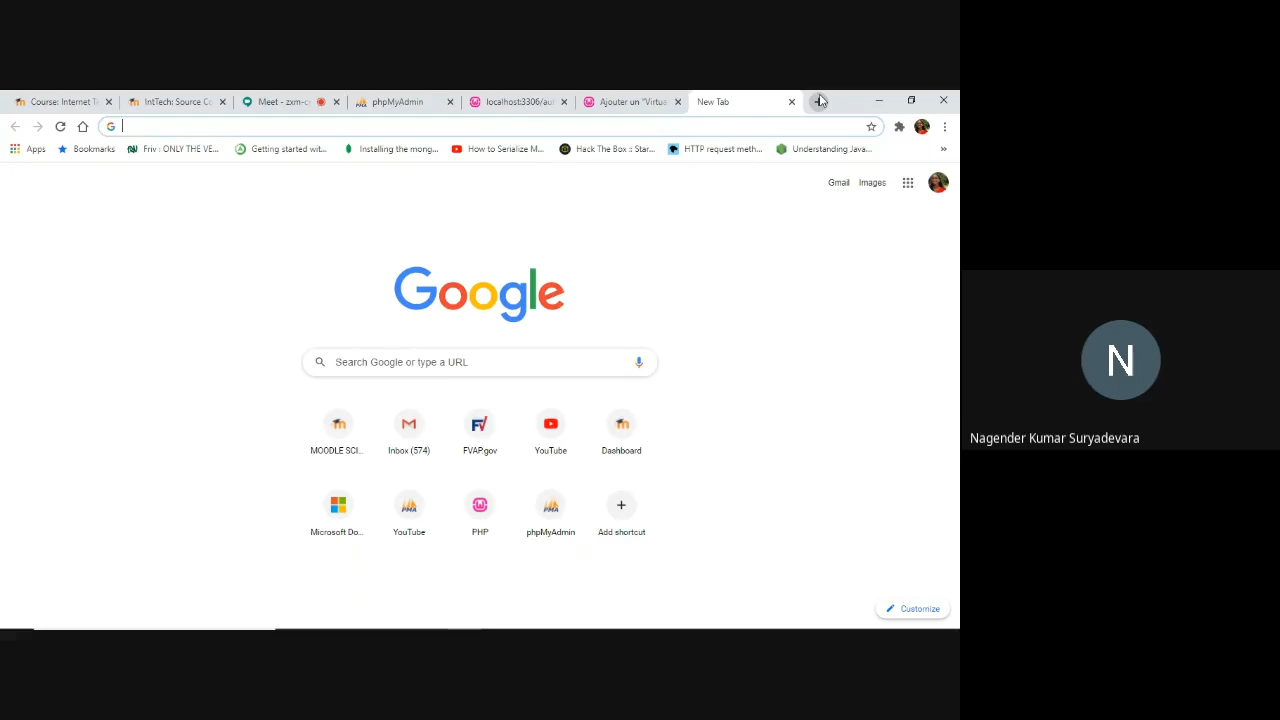 Course: Internet T
IntTech: Source Co
Meet - zxm-c
phpMyAdmin
localhost:3306/aut
Ajouter un "Virtua
New Tab
Apps
Bookmarks
Friv : ONLY THE VE...
Getting started wit...
Installing the mong...
How to Serialize M...
Hack The Box :: Star...
HTTP request meth...
Understanding Java...
»
Gmail
Images
Google
Search Google or type a URL
MOODLE SCI...
Inbox (574)
FVAP.gov
YouTube
Dashboard
Microsoft Do...
YouTube
PHP
phpMyAdmin
Add shortcut
Customize
N
Nagender Kumar Suryadevara